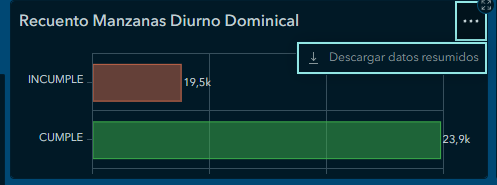 Recuento Manzanas Diurno Dominical
...
Descargar datos resumidos
INCUMPLE
19,5k
CUMPLE
23,9k